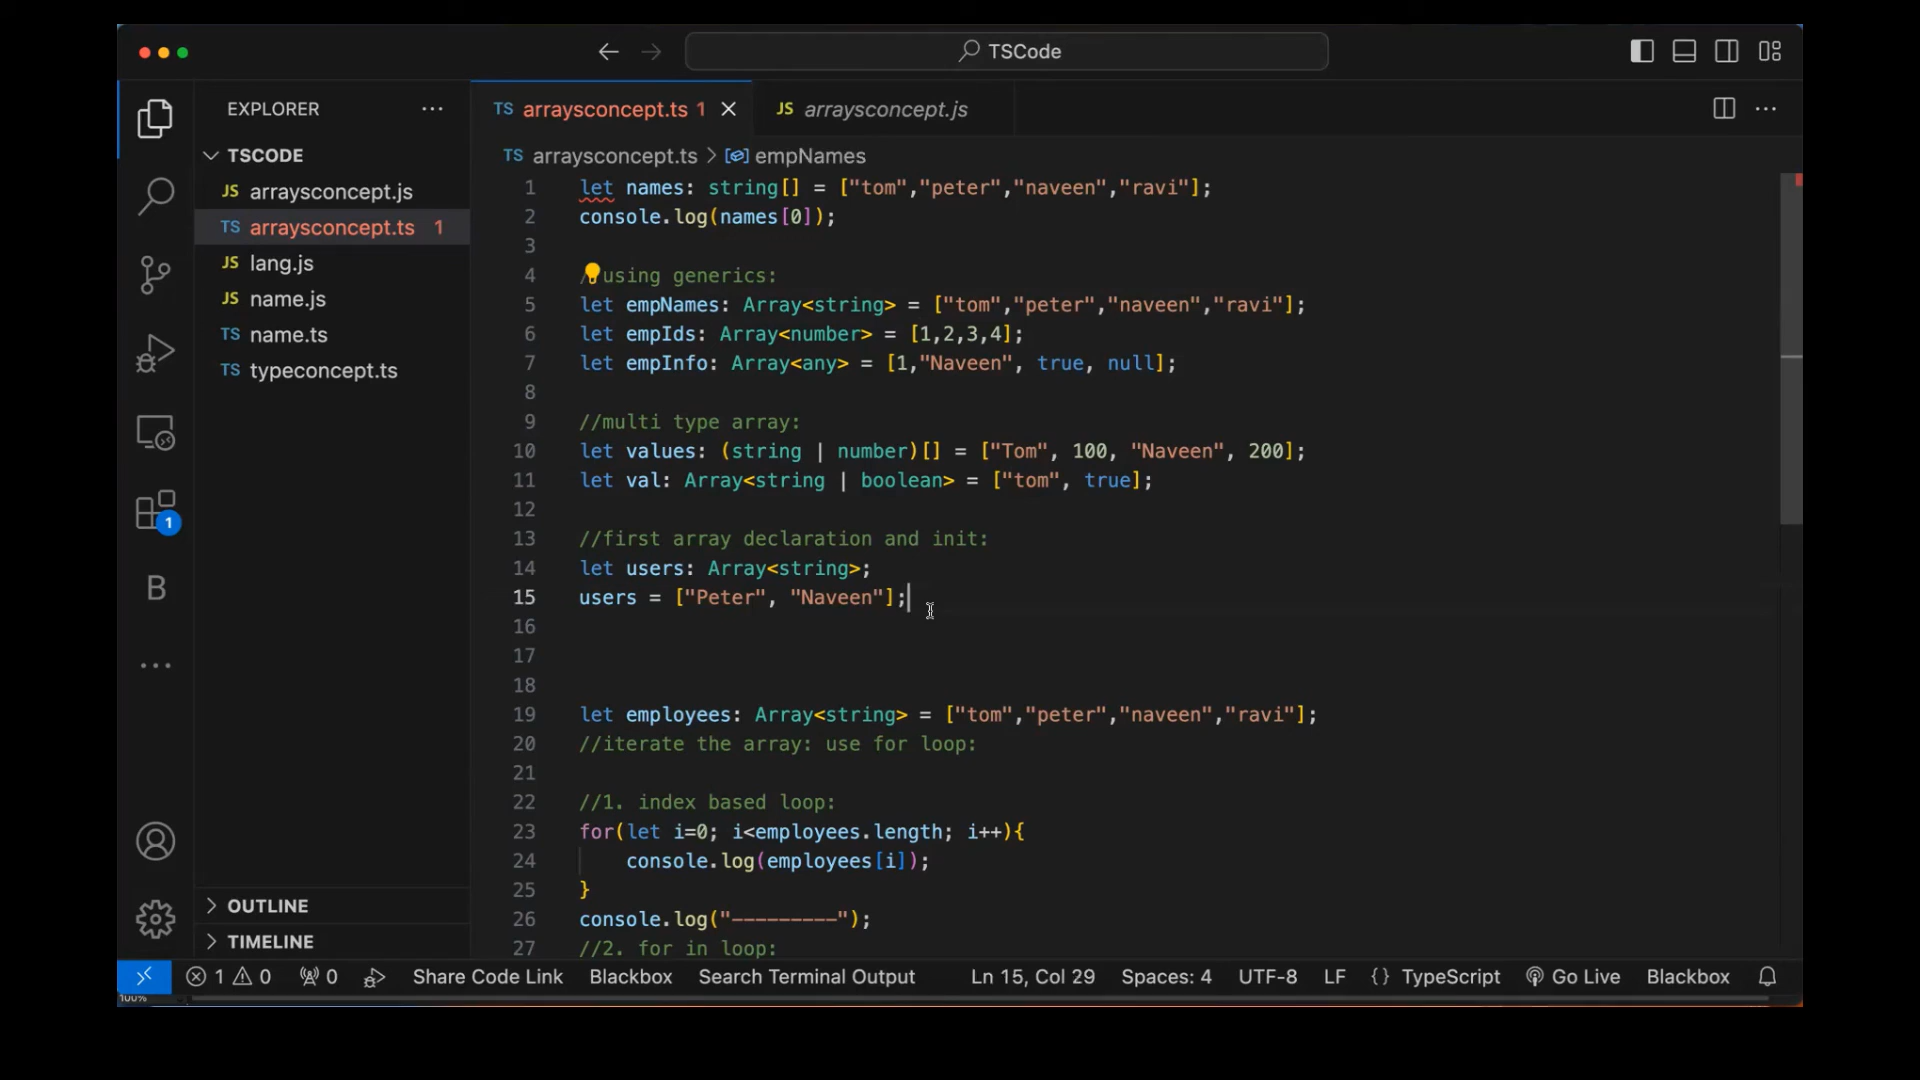 TSCode
EXPLORER ...
TSCODE
JS arraysconcept.js
TS arraysconcept.ts 1
JS lang.js
JS name.js
TS name.ts
TS typeconcept.ts
OUTLINE
TIMELINE
1
B
TS arraysconcept.ts 1
JS arraysconcept.js
TS arraysconcept.ts > empNames
1 let names: string[] = ["tom","peter","naveen","ravi"];
2 console.log(names[0]);
3
4 /using generics:
5 let empNames: Array<string> = ["tom","peter","naveen","ravi"];
6 let empIds: Array<number> = [1,2,3,4];
7 let empInfo: Array<any> = [1,"Naveen", true, null];
8
9 //multi type array:
10 let values: (string | number)[] = ["Tom", 100, "Naveen", 200];
11 let val: Array<string | boolean> = ["tom", true];
12
13 //first array declaration and init:
14 let users: Array<string>;
15 users = ["Peter", "Naveen"];
16
17
18
19 let employees: Array<string> = ["tom","peter","naveen","ravi"];
20 //iterate the array: use for loop:
21
22 //1. index based loop:
23 for(let i=0; i<employees.length; i++){
24 console.log(employees[i]);
25 }
26 console.log("---------");
27 //2. for in loop:
1 0 0 Share Code Link Blackbox Search Terminal Output Ln 15, Col 29 Spaces: 4 UTF-8 LF {} TypeScript Go Live Blackbox
100%